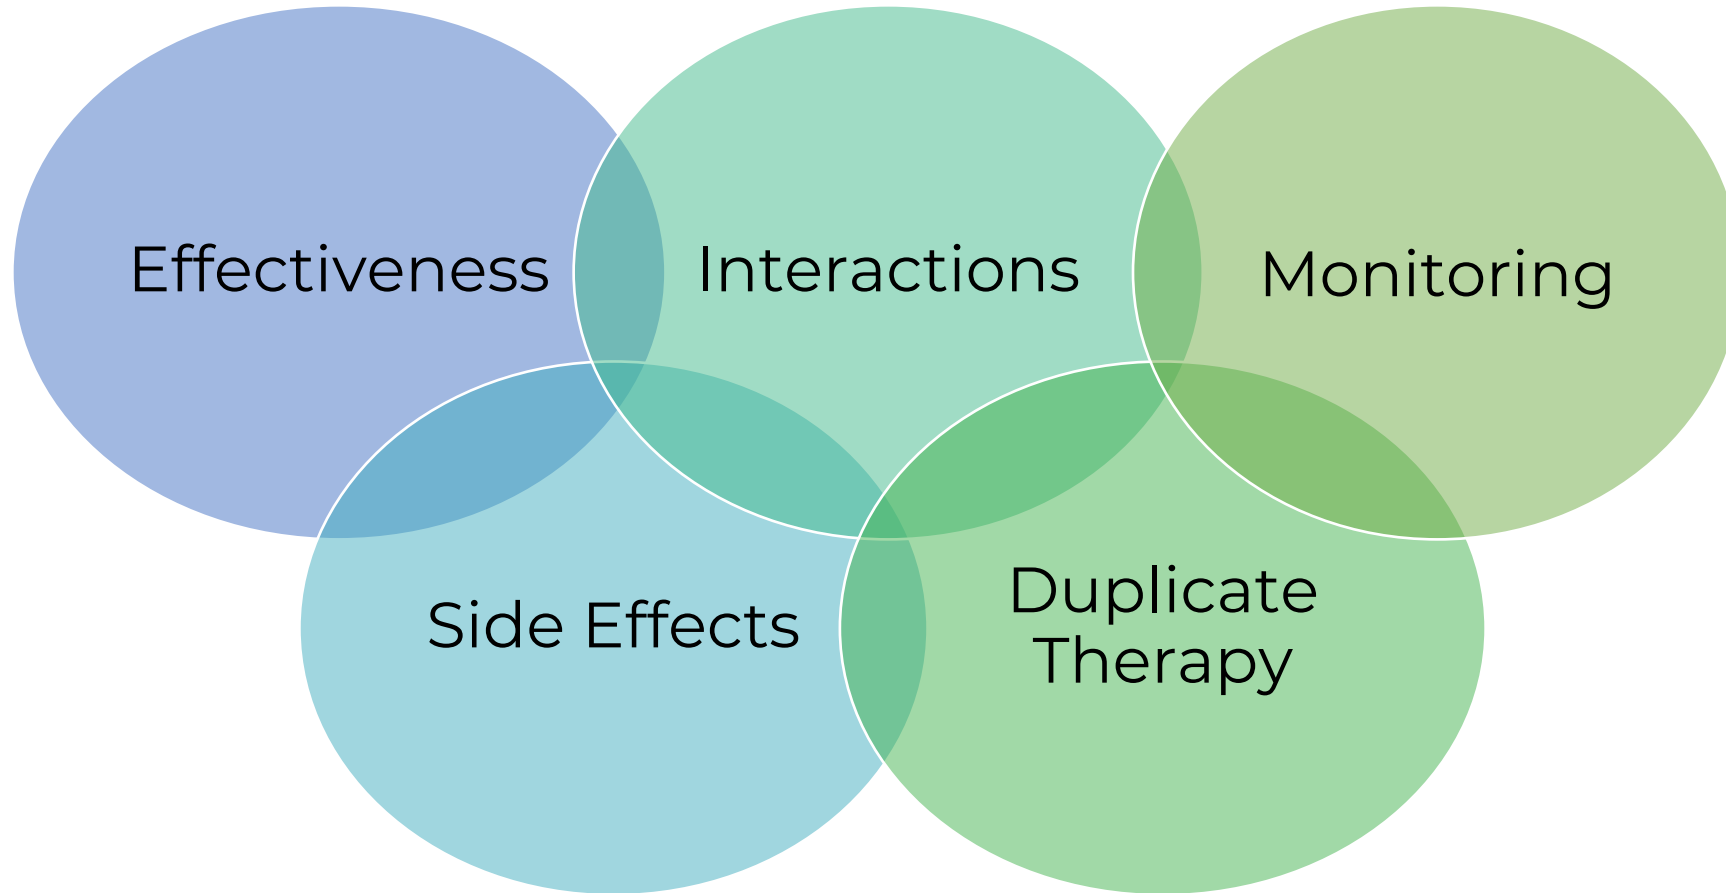 Effectiveness
Interactions
Monitoring
Side Effects
Duplicate
Therapy